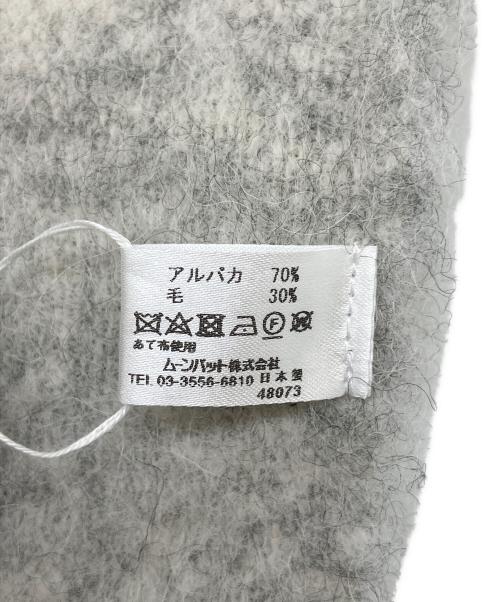 アルパカ 70%
毛 30%
あて布使用
ムーンバット株式会社
TEL 03-3556-6810 日本製
48073